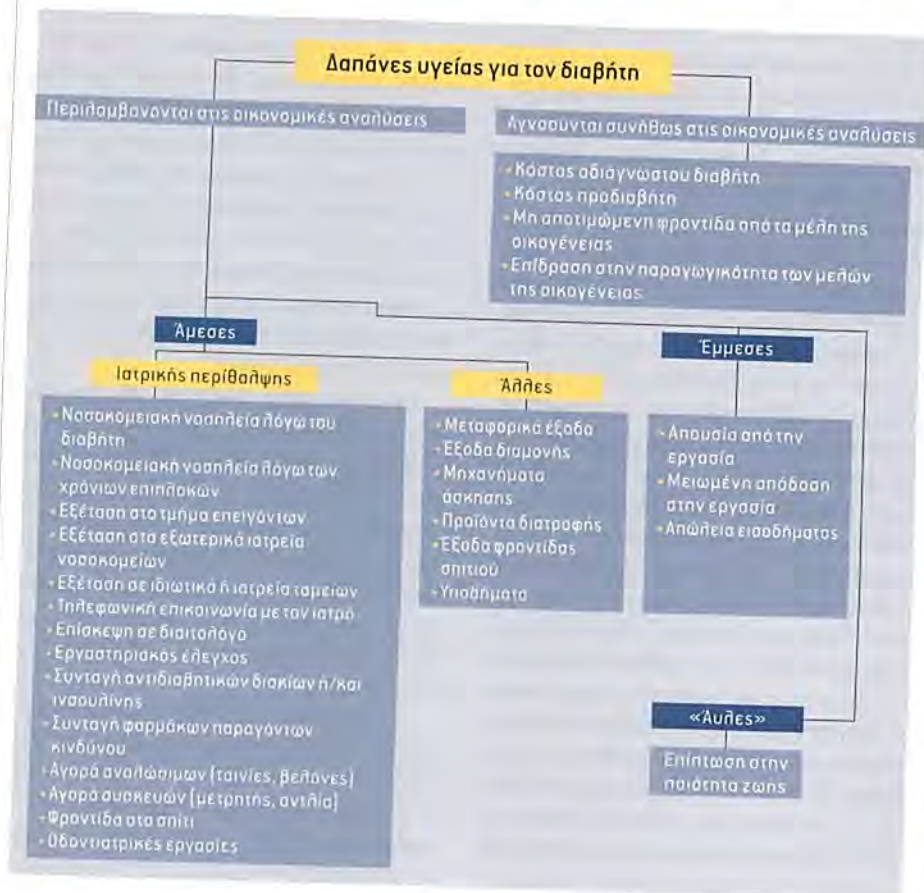 Δαπάνες υγείας για τον διαβήτη
Περιλαμβάνονται στις οικονομικές αναλύσεις
Αγνοούνται συνήθως στις οικονομικές αναλύσεις
• Κόστος αδιάγνωστου διαβήτη
• Κόστος προδιαβήτη
• Μη αποτιμώμενη φροντίδα από τα μέλη της
οικογένειας
• Επίδραση στην παραγωγικότητα των μελών
της οικογένειας
Άμεσες
Ιατρικής περίθαλψης
• Νοσοκομειακή νοσηλεία λόγω του
διαβήτη
• Νοσοκομειακή νοσηλεία λόγω των
χρόνιων επιπλοκών
• Εξέταση στο τμήμα επειγόντων
• Εξέταση στα εξωτερικά ιατρεία
νοσοκομείων
• Εξέταση σε ιδιωτικά ή ιατρεία ταμείων
• Τηλεφωνική επικοινωνία με τον ιατρό
• Επίσκεψη σε διαιτολόγο
• Εργαστηριακός έλεγχος
• Συνταγή αντιδιαβητικών δισκίων ή/και
ινσουλίνης
• Συνταγή φαρμάκων παραγόντων
κινδύνου
• Αγορά αναλώσιμων (ταινίες, βελόνες)
• Αγορά συσκευών (μετρητής, αντλία)
• Φροντίδα στο σπίτι
• Οδοντιατρικές εργασίες
Άλλες
• Μεταφορικά έξοδα
• Έξοδα διαμονής
• Μηχανήματα
άσκησης
• Προϊόντα διατροφής
• Έξοδα φροντίδας
σπιτιού
• Υποδήματα
Έμμεσες
• Απουσία από την
εργασία
• Μειωμένη απόδοση
στην εργασία
• Απώλεια εισοδήματος
«Άυλες»
Επίπτωση στην
ποιότητα ζωής